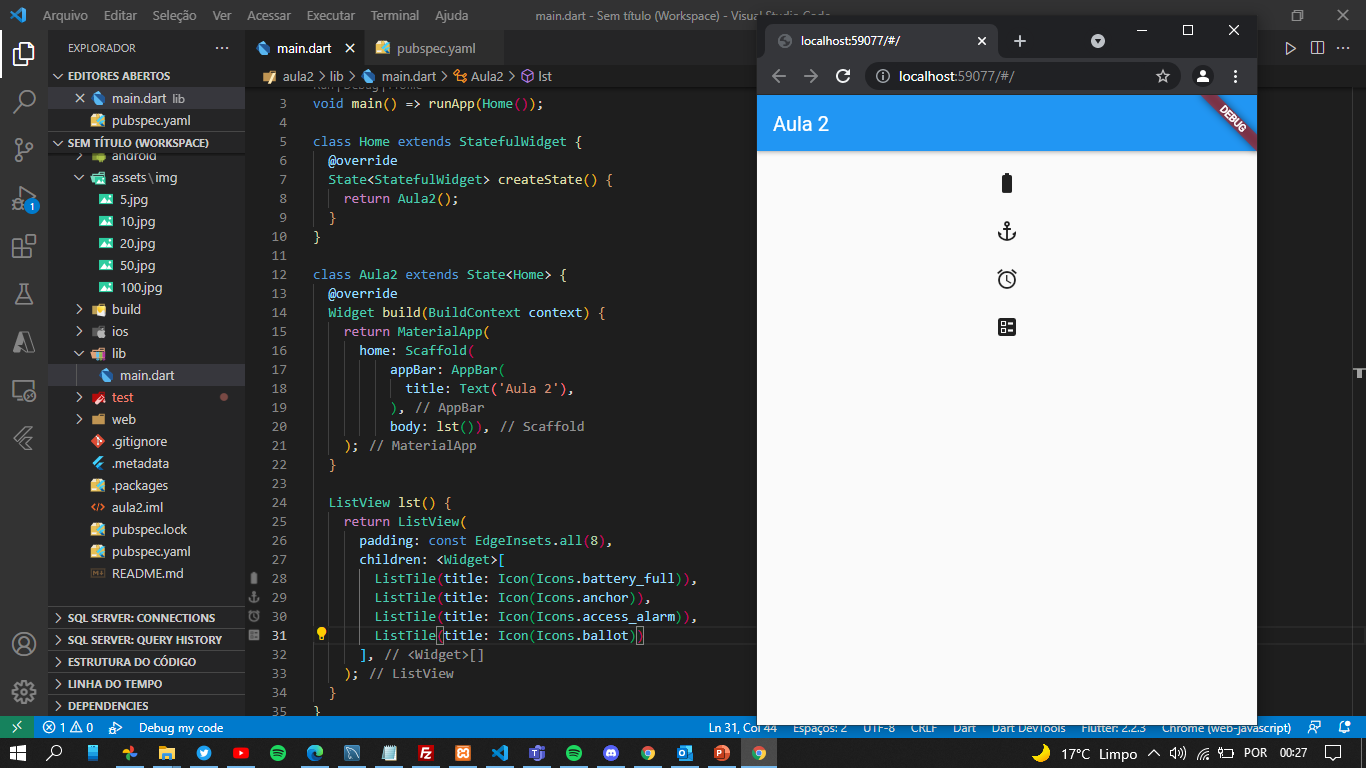 Arquivo Editar Seleção Ver Acessar Executar Terminal Ajuda main.dart - Sem título (Workspace) - Visual Studio Code
EXPLORADOR
EDITORES ABERTOS
main.dart lib
pubspec.yaml
SEM TÍTULO (WORKSPACE)
android
assets\img
5.jpg
10.jpg
20.jpg
50.jpg
100.jpg
build
ios
lib
main.dart
test
web
.gitignore
.metadata
.packages
aula2.iml
pubspec.lock
pubspec.yaml
README.md
SQL SERVER: CONNECTIONS
SQL SERVER: QUERY HISTORY
ESTRUTURA DO CÓDIGO
LINHA DO TEMPO
DEPENDENCIES
1
main.dart pubspec.yaml
aula2 > lib > main.dart > Aula2 > lst
Run | Debug | Home
3 void main() => runApp(Home());
4
5 class Home extends StatefulWidget {
6 @override
7 State<StatefulWidget> createState() {
8 return Aula2();
9 }
10 }
11
12 class Aula2 extends State<Home> {
13 @override
14 Widget build(BuildContext context) {
15 return MaterialApp(
16 home: Scaffold(
17 appBar: AppBar(
18 title: Text('Aula 2'),
19 ), // AppBar
20 body: lst()), // Scaffold
21 ); // MaterialApp
22 }
23
24 ListView lst() {
25 return ListView(
26 padding: const EdgeInsets.all(8),
27 children: <Widget>[
28 ListTile(title: Icon(Icons.battery_full)),
29 ListTile(title: Icon(Icons.anchor)),
30 ListTile(title: Icon(Icons.access_alarm)),
31 ListTile(title: Icon(Icons.ballot))
32 ], // <Widget>[]
33 ); // ListView
34 }
35 }
localhost:59077/#/
localhost:59077/#/
Aula 2
DEBUG
1 0 Debug my code Ln 31, Col 44 Espaços: 2 UTF-8 CRLF Dart Dart DevTools Flutter: 2.2.3 Chrome (web-javascript)
17°C Limpo POR 00:27